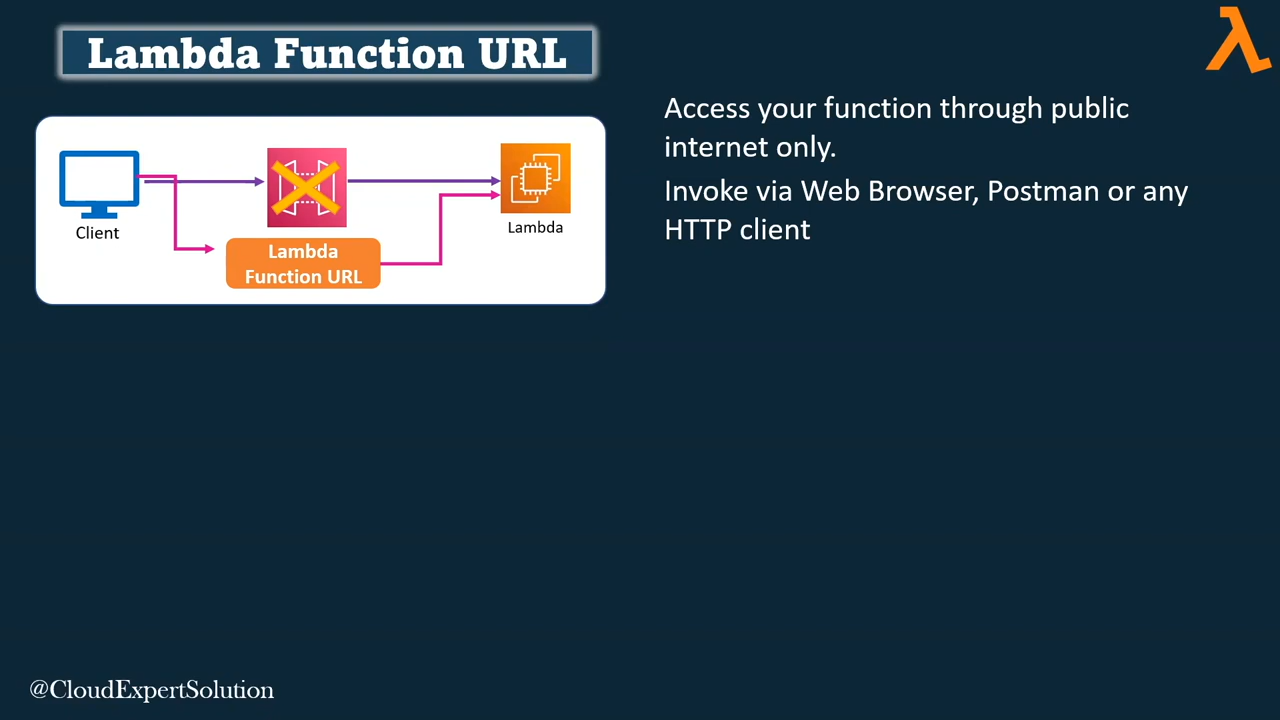 Lambda Function URL
Access your function through public
internet only.
Invoke via Web Browser, Postman or any
HTTP client
Client
Lambda
Function URL
Lambda
@CloudExpertSolution